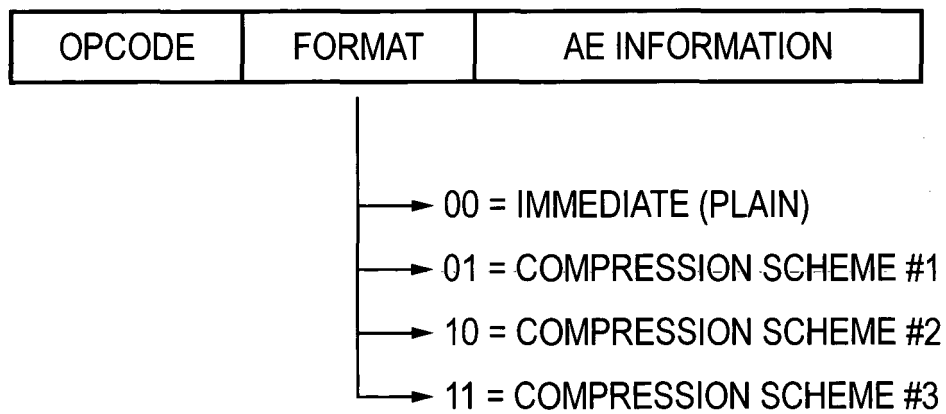 OPCODE FORMAT AE INFORMATION
00 = IMMEDIATE (PLAIN)
01 = COMPRESSION SCHEME #1
10 = COMPRESSION SCHEME #2
11 = COMPRESSION SCHEME #3